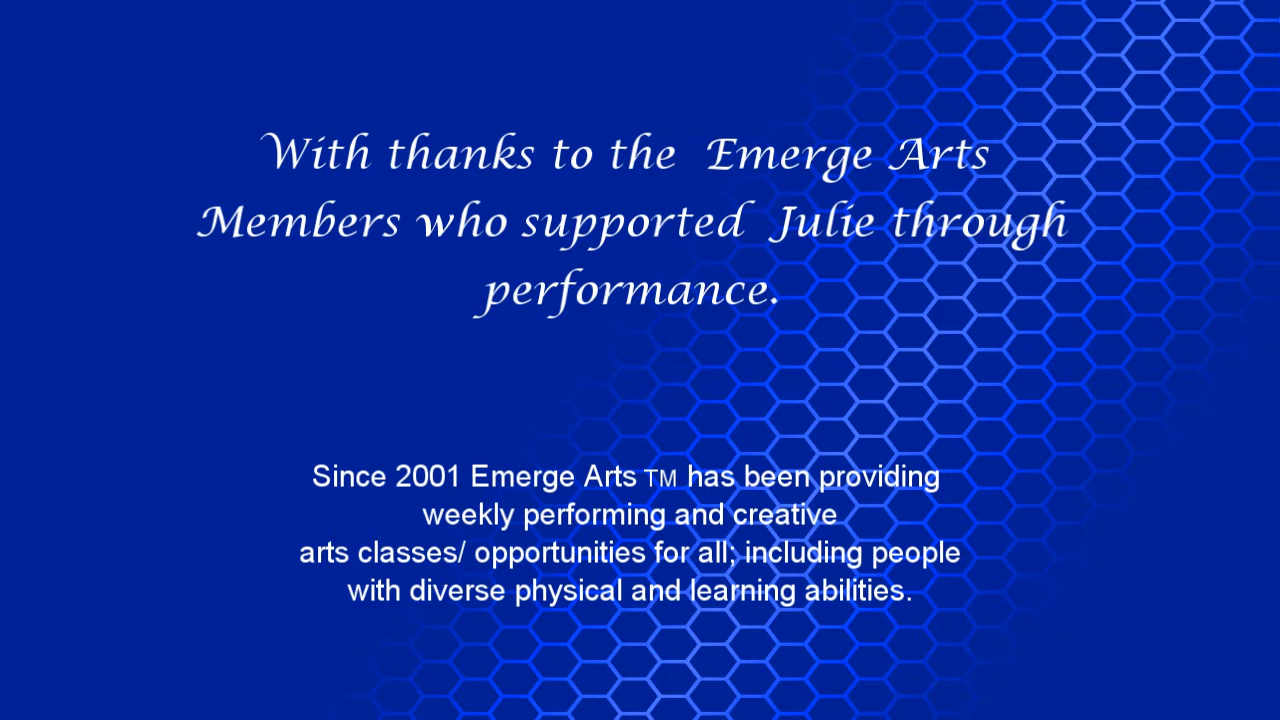 With thanks to the Emerge Arts
Members who supported Julie through
performance.
Since 2001 Emerge Arts TM has been providing
weekly performing and creative
arts classes/ opportunities for all; including people
with diverse physical and learning abilities.